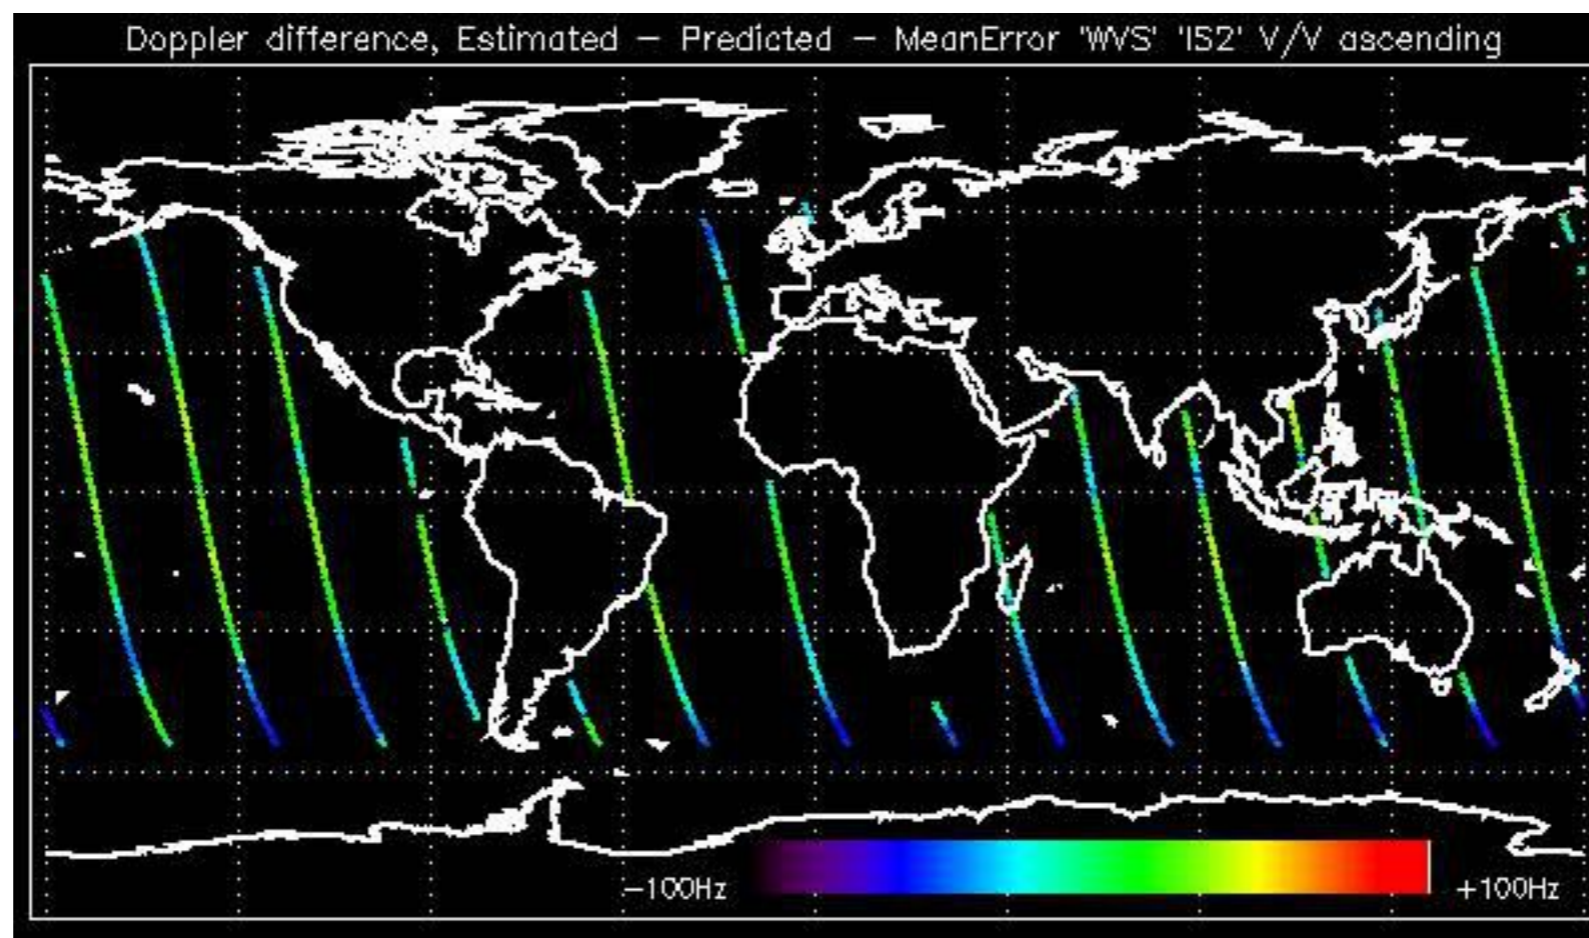 Doppler difference, Estimated – Predicted – MeanError 'WVS' 'IS2' V/V ascending
–100Hz
+100Hz